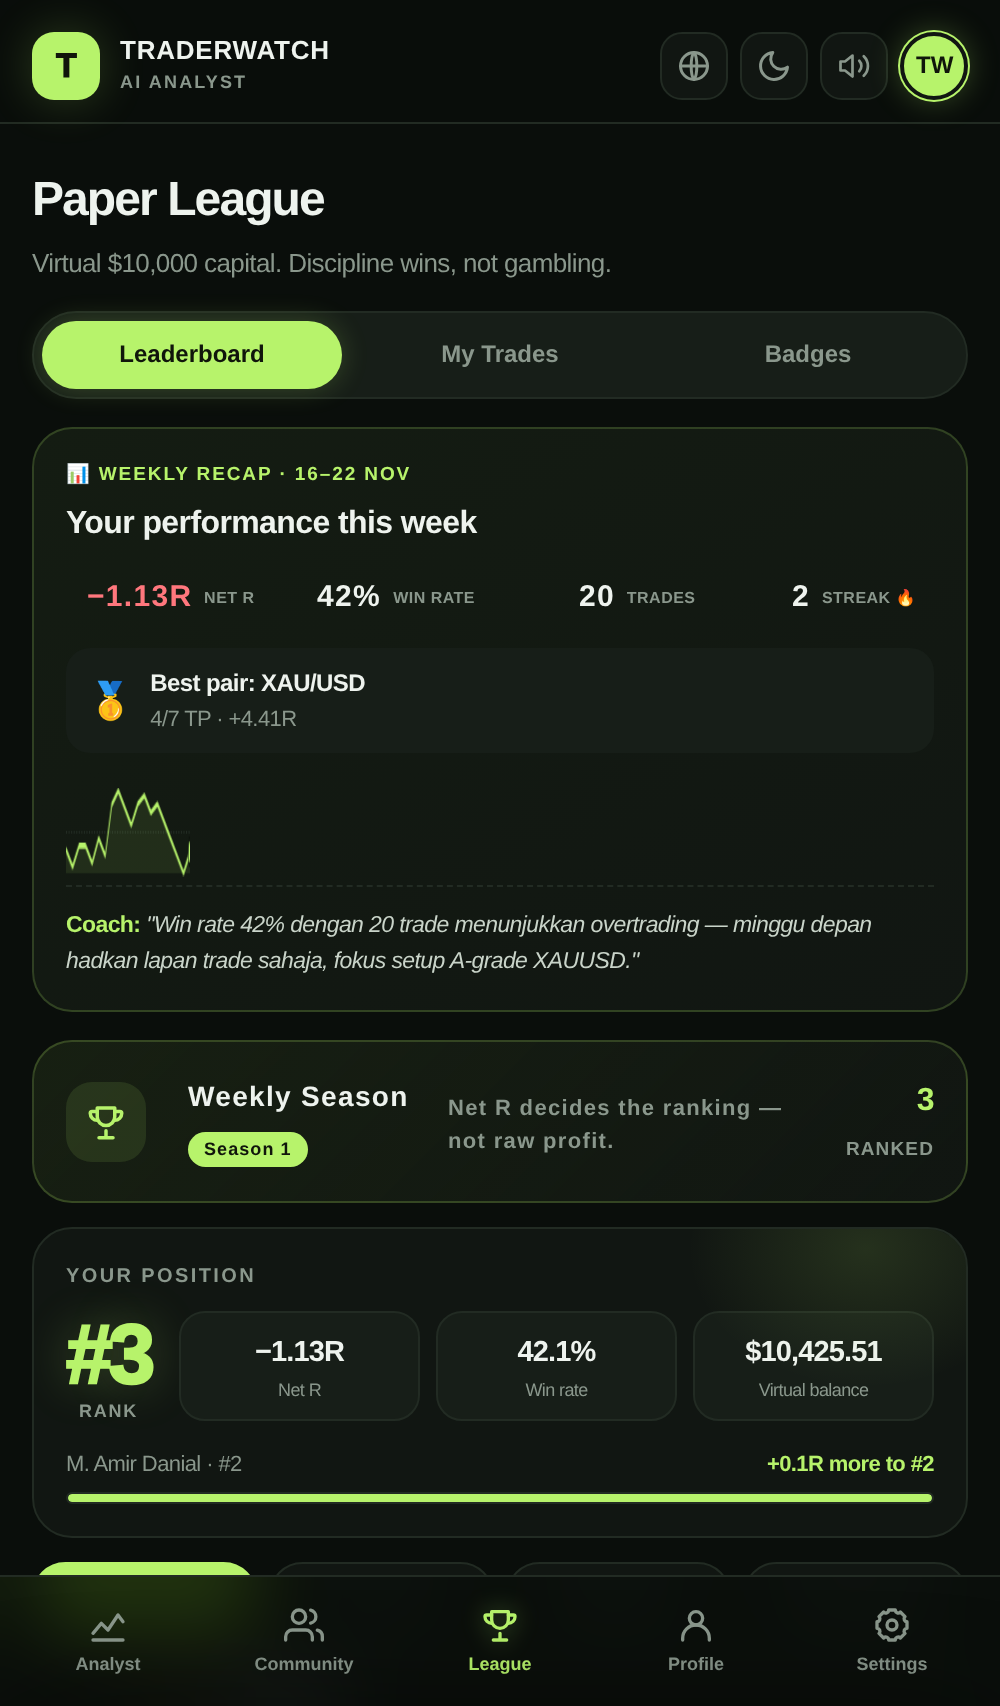 T
TRADERWATCH
AI ANALYST
TW
Paper League
Virtual $10,000 capital. Discipline wins, not gambling.
Leaderboard
My Trades
Badges
📊 WEEKLY RECAP · 16–22 NOV
Your performance this week
−1.13R NET R
42% WIN RATE
20 TRADES
2 STREAK 🔥
Best pair: XAU/USD
4/7 TP · +4.41R
Coach: "Win rate 42% dengan 20 trade menunjukkan overtrading — minggu depan
hadkan lapan trade sahaja, fokus setup A-grade XAUUSD."
Weekly Season
Season 1
Net R decides the ranking —
not raw profit.
3
RANKED
YOUR POSITION
#3
RANK
−1.13R
Net R
42.1%
Win rate
$10,425.51
Virtual balance
M. Amir Danial · #2
+0.1R more to #2
Analyst
Community
League
Profile
Settings